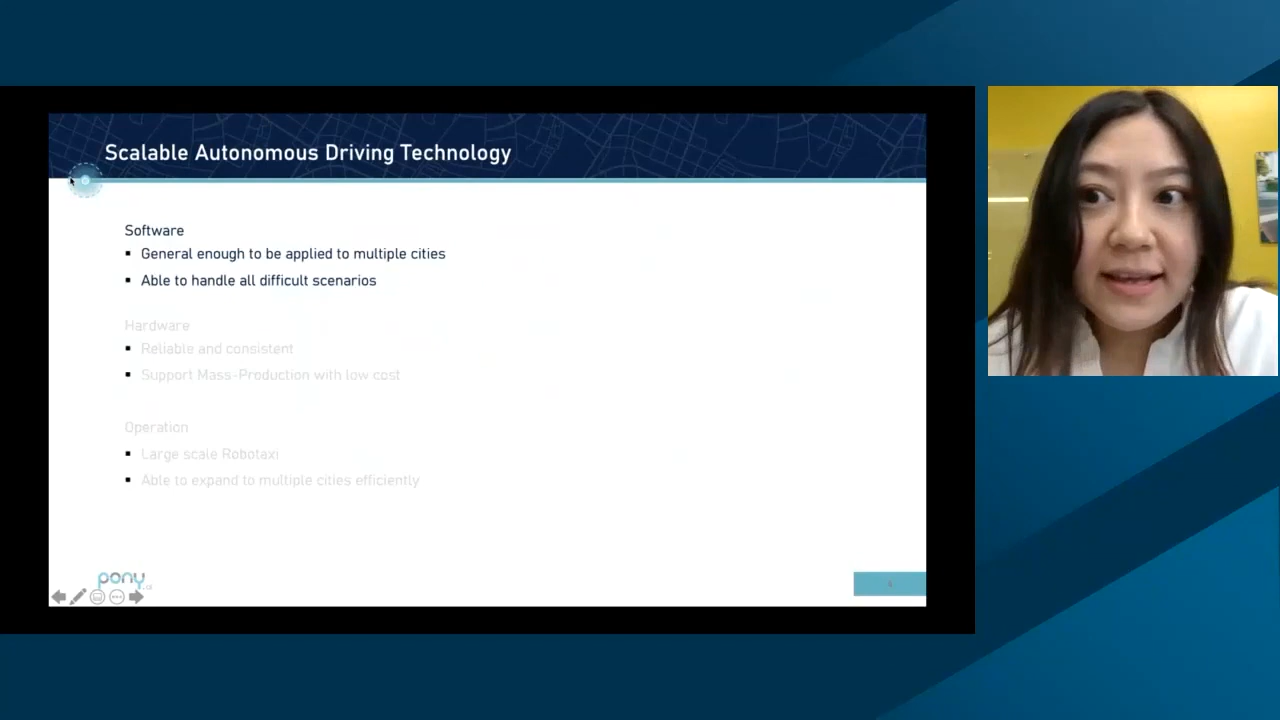 Scalable Autonomous Driving Technology
Software
General enough to be applied to multiple cities
Able to handle all difficult scenarios
Hardware
Reliable and consistent
Support Mass-Production with low cost
Operation
Large scale Robotaxi
Able to expand to multiple cities efficiently
pony.ai